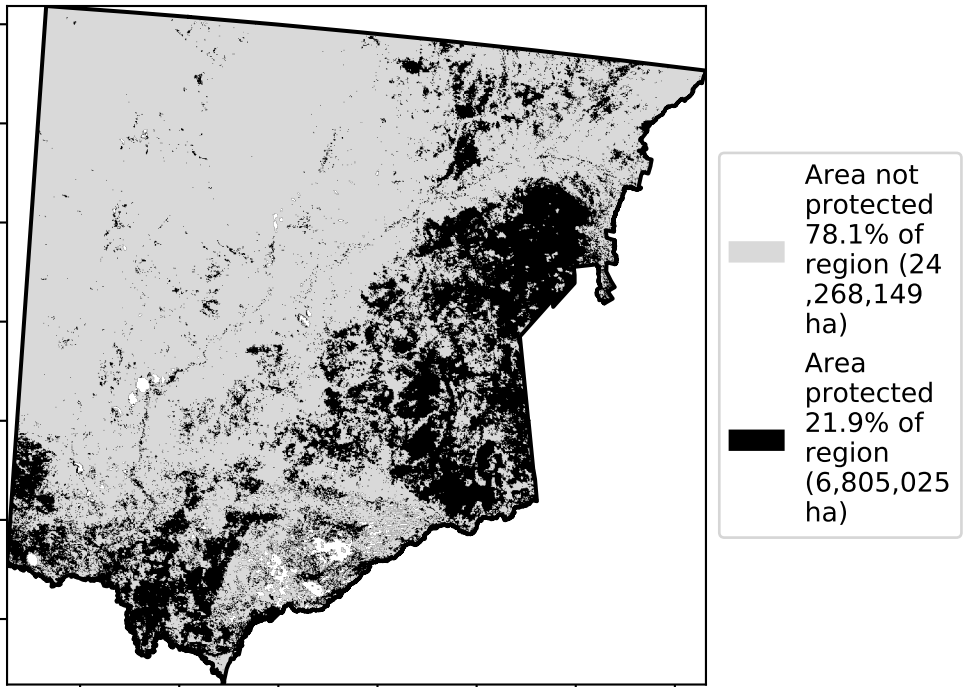 Area not
protected
78.1% of
region (24
,268,149
ha)
Area
protected
21.9% of
region
(6,805,025
ha)